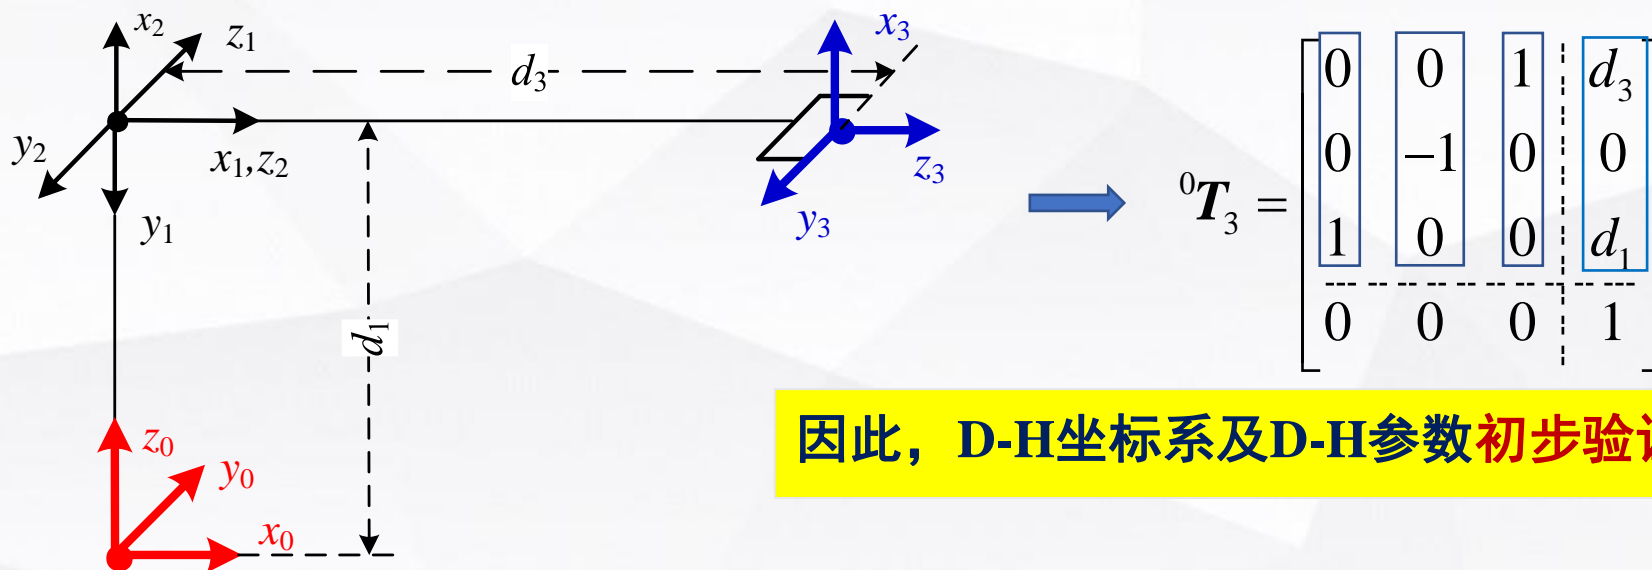 x₂
z₁
d₃
x₃
y₂
x₁,z₂
z₃
y₁
y₃
d₁
z₀
y₀
x₀
⁰T₃ =
0 0 1 d₃
0 −1 0 0
1 0 0 d₁
0 0 0 1
因此，D-H坐标系及D-H参数初步验